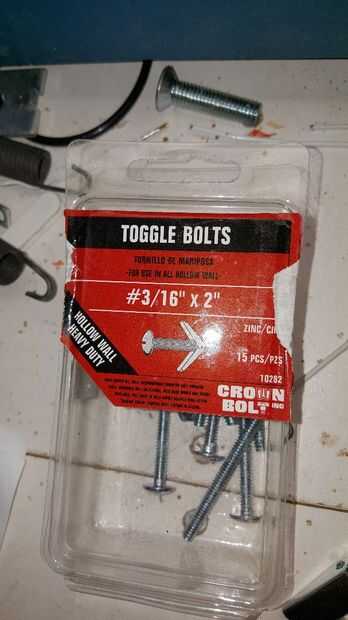 TOGGLE BOLTS
TORNILLO DE MARIPOSA
-FOR USE IN ALL HOLLOW WALL-
#3/16" x 2"
HOLLOW WALL
HEAVY DUTY
ZINC/
15 PCS/PZS
10282
CROWN
BOLT INC